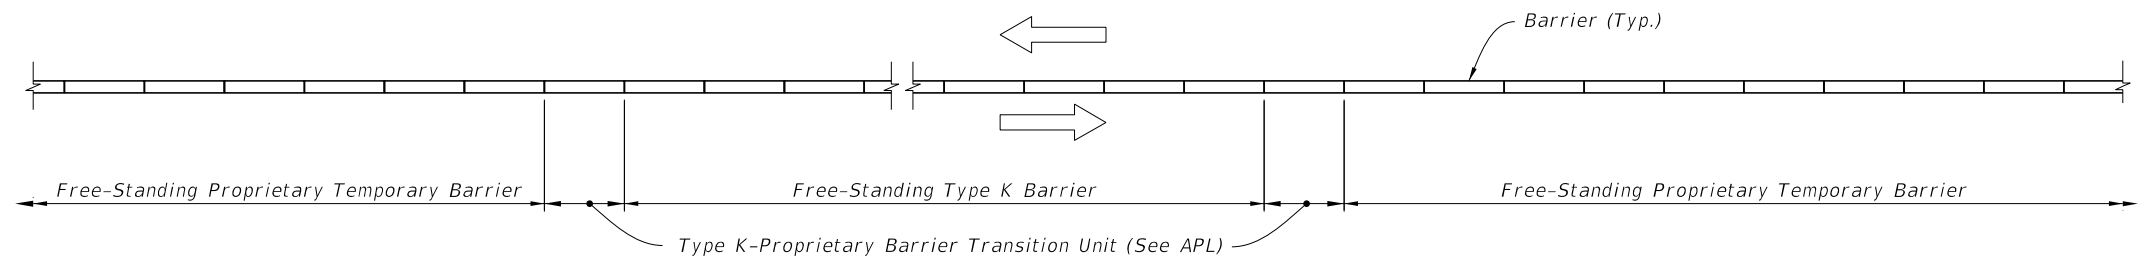 Barrier (Typ.)
Free-Standing Proprietary Temporary Barrier
Free-Standing Type K Barrier
Free-Standing Proprietary Temporary Barrier
Type K-Proprietary Barrier Transition Unit (See APL)